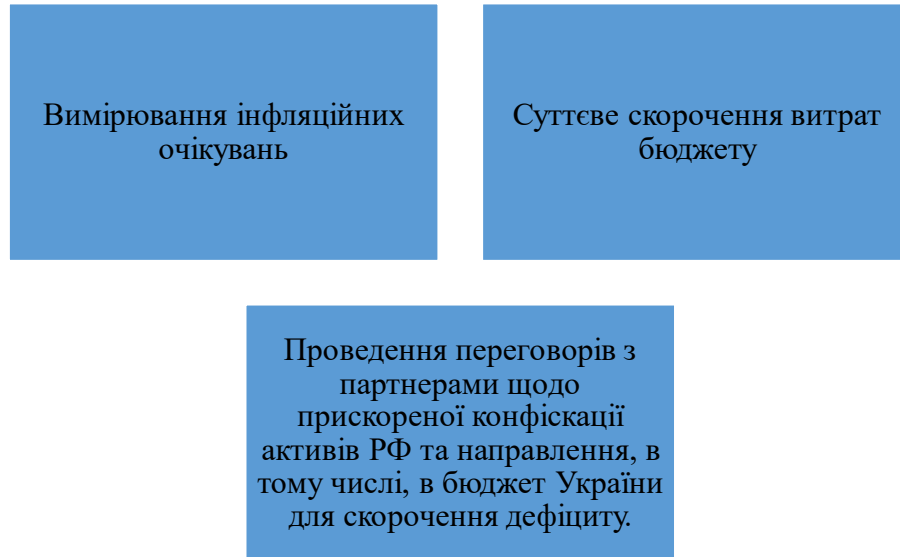 Вимірювання інфляційних
очікувань
Суттєве скорочення витрат
бюджету
Проведення переговорів з
партнерами щодо
прискореної конфіскації
активів РФ та направлення, в
тому числі, в бюджет України
для скорочення дефіциту.